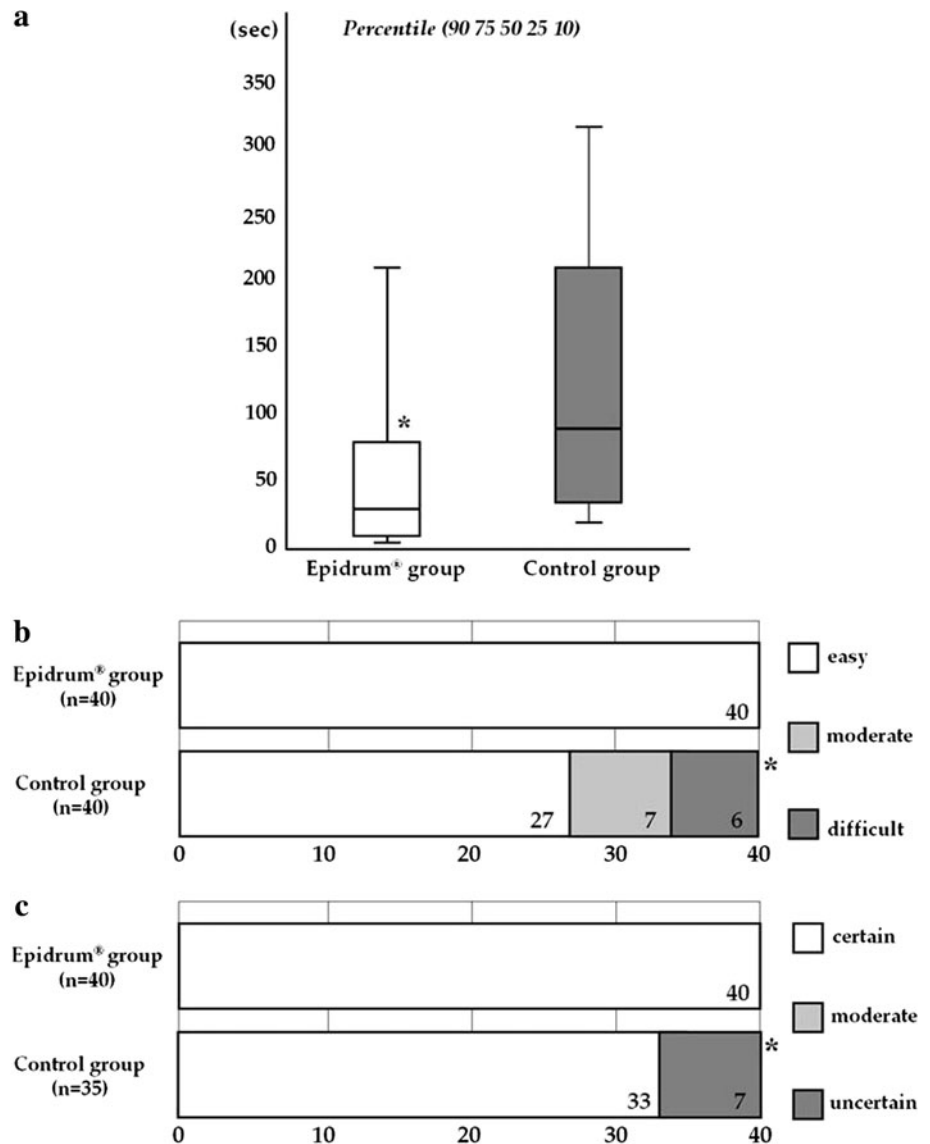 a
(sec) Percentile (90 75 50 25 10)
350
300
250
200
150
100
50
0
*
Epidrum® group Control group
b
Epidrum® group
(n=40)
40
Control group
(n=40)
27 7 6 *
0 10 20 30 40
easy
moderate
difficult
c
Epidrum® group
(n=40)
40
Control group
(n=35)
33 7 *
0 10 20 30 40
certain
moderate
uncertain